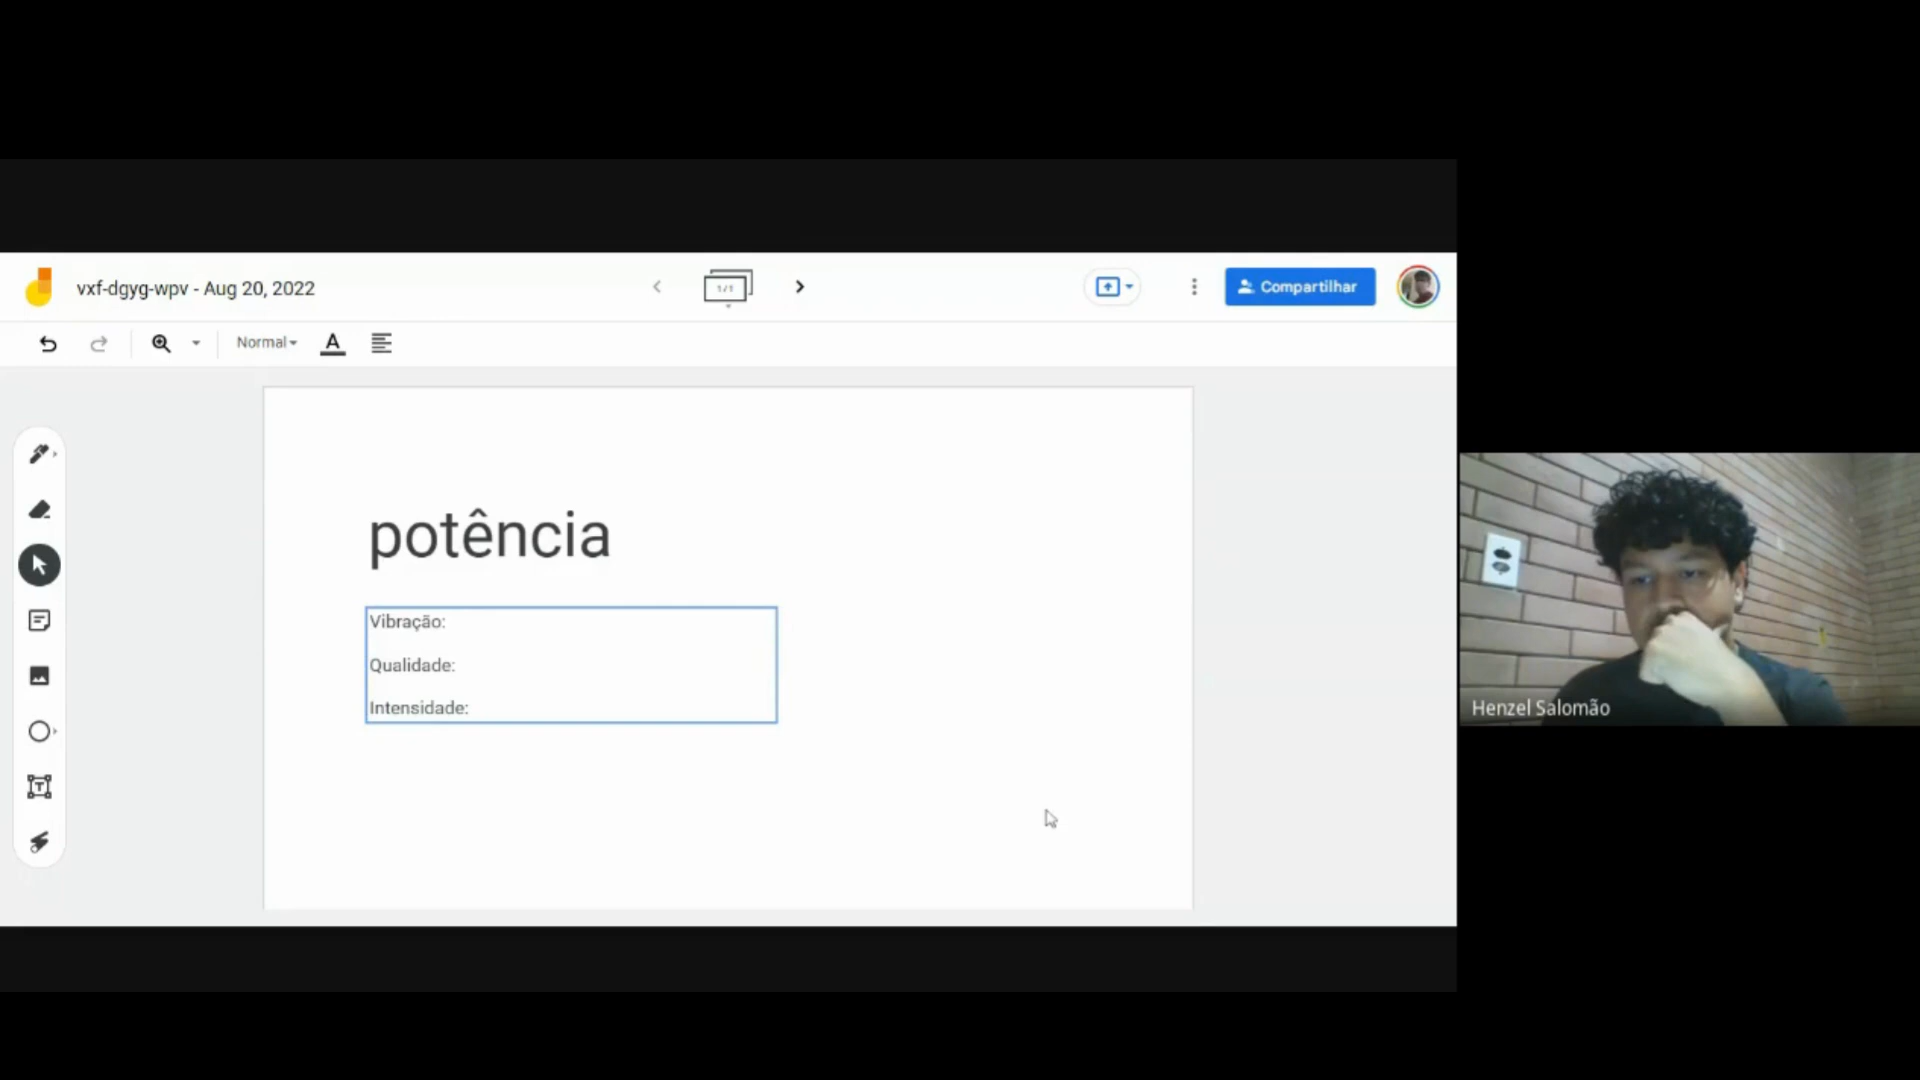 vxf-dgyg-wpv - Aug 20, 2022
1/1
Compartilhar
Normal
A
potência
Vibração:
Qualidade:
Intensidade:
Henzel Salomão